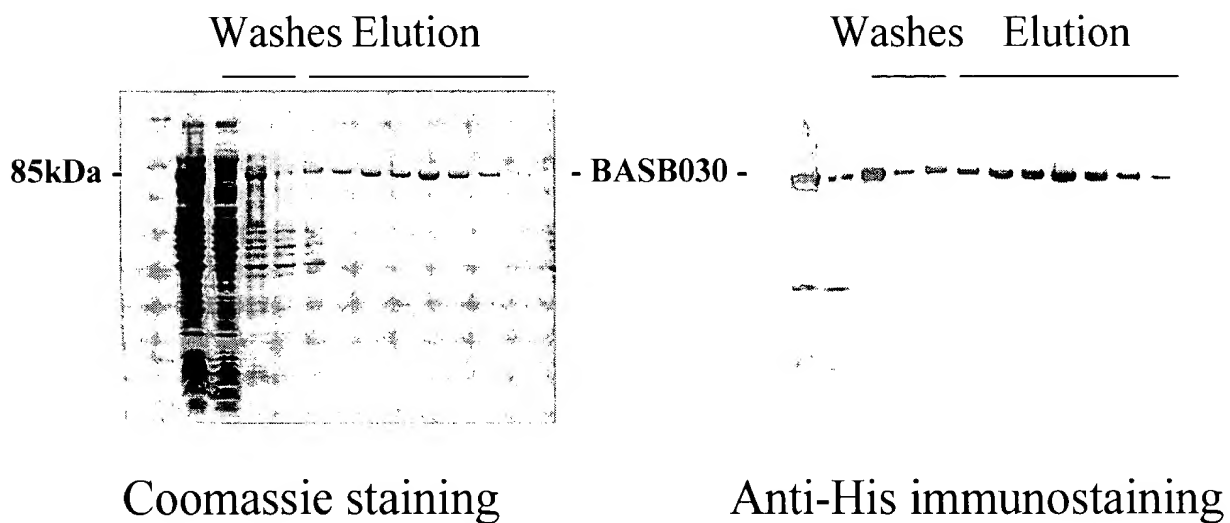 Washes Elution
Washes Elution
85kDa -
- BASB030 -
Coomassie staining
Anti-His immunostaining